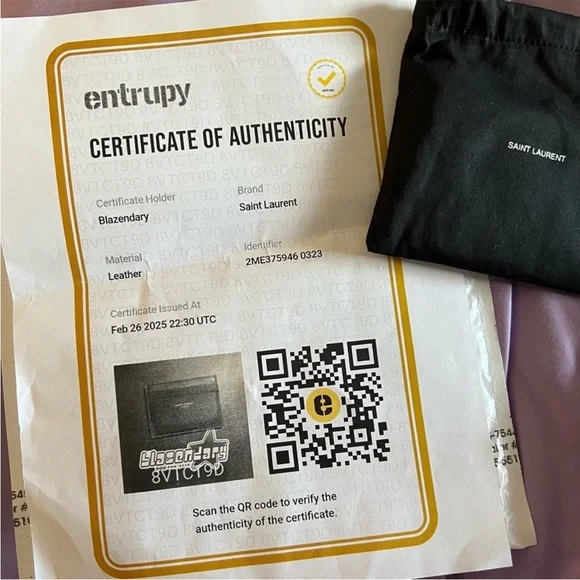 entrupy
CERTIFICATE OF AUTHENTICITY
Certificate Holder
Blazendary
Brand
Saint Laurent
Material
Leather
Identifier
2ME375946 0323
Certificate Issued At
Feb 26 2025 22:30 UTC
blazendary
8VTCT9D
Scan the QR code to verify the
authenticity of the certificate.
SAINT LAURENT